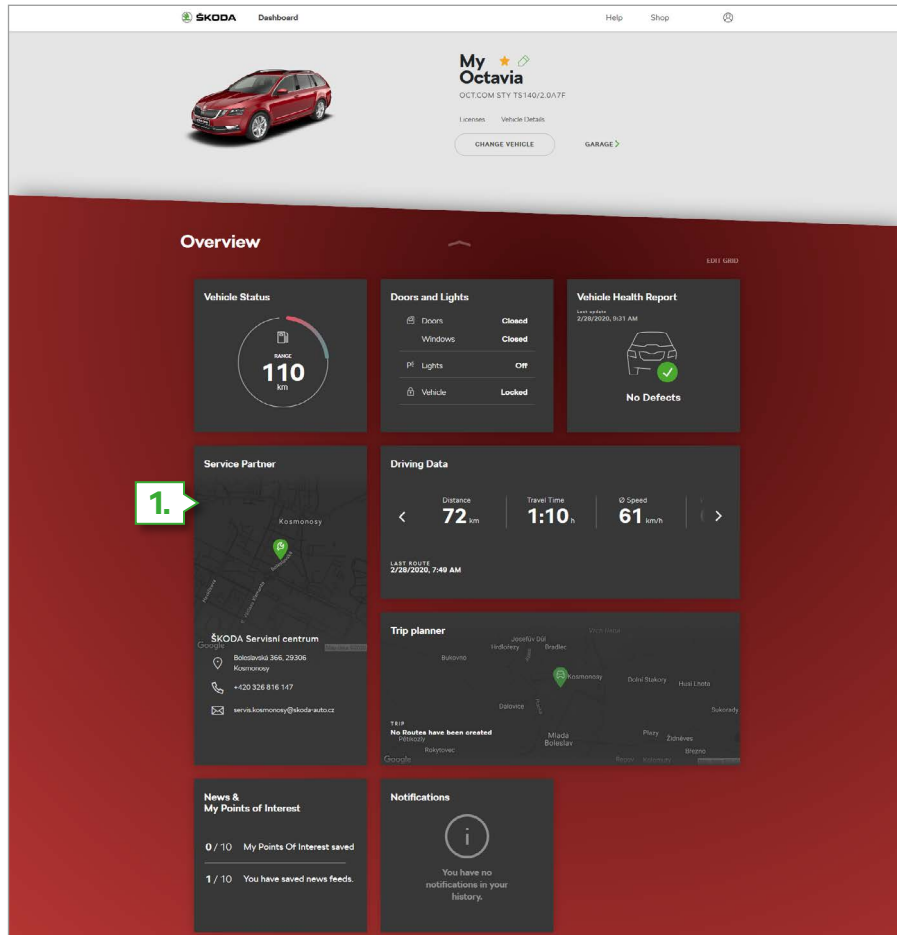 ŠKODA Dashboard Help Shop
My
Octavia
OCT.COM STY TS140/2.0A7F
Licenses Vehicle Details
CHANGE VEHICLE GARAGE
Overview
EDIT GRID
Vehicle Status
RANGE
110
km
Doors and Lights
Doors Closed
Windows Closed
Lights Off
Vehicle Locked
Vehicle Health Report
Last update
2/28/2020, 9:31 AM
No Defects
Service Partner
1.
Kosmonosy
Boleslavská
Google
ŠKODA Servisní centrum
Boleslavská 366, 29306
Kosmonosy
+420 326 816 147
servis.kosmonosy@skoda-auto.cz
Driving Data
Distance
72 km
Travel Time
1:10 h
Ø Speed
61 km/h
LAST ROUTE
2/28/2020, 7:49 AM
Trip planner
Josefův Důl
Hrdlořezy Bradlec
Bukovno
Kosmonosy
Dolní Stakory
Husí Lhota
Dalovice
Sukorady
TRIP
No Routes have been created
Mladá
Boleslav
Plazy
Židněves
Rokytovec
Březno
Google
News &
My Points of Interest
0 / 10 My Points Of Interest saved
1 / 10 You have saved news feeds.
Notifications
You have no
notifications in your
history.